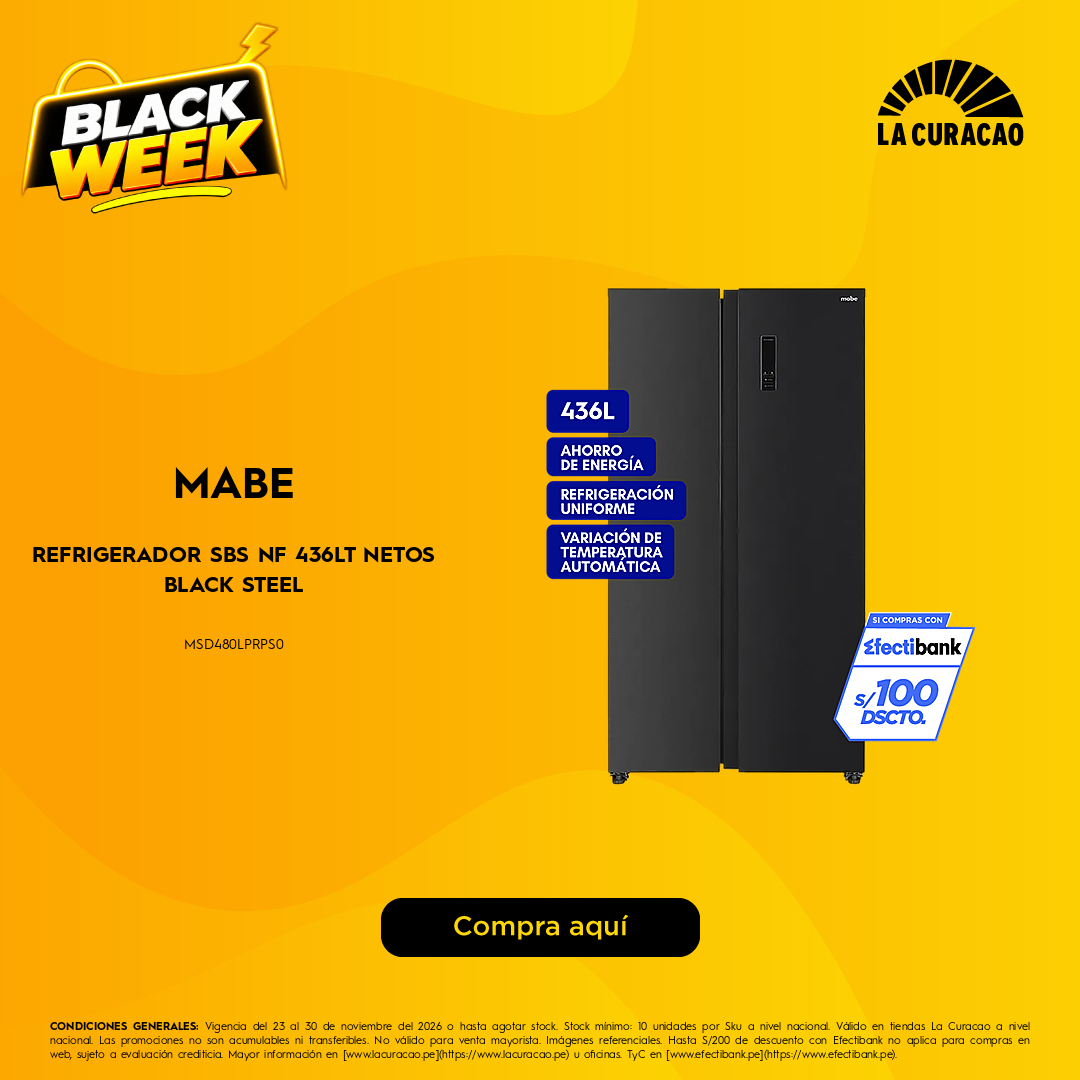 BLACK
WEEK
LA CURACAO
mabe
436L
AHORRO
DE ENERGÍA
REFRIGERACIÓN
UNIFORME
VARIACIÓN DE
TEMPERATURA
AUTOMÁTICA
MABE
REFRIGERADOR SBS NF 436LT NETOS
BLACK STEEL
MSD480LPRPS0
SI COMPRAS CON
Efectibank
S/100
DSCTO.
Compra aquí
CONDICIONES GENERALES: Vigencia del 23 al 30 de noviembre del 2026 o hasta agotar stock. Stock mínimo: 10 unidades por Sku a nivel nacional. Válido en tiendas La Curacao a nivel
nacional. Las promociones no son acumulables ni transferibles. No válido para venta mayorista. Imágenes referenciales. Hasta S/200 de descuento con Efectibank no aplica para compras en
web, sujeto a evaluación crediticia. Mayor información en [www.lacuracao.pe](https://www.lacuracao.pe) u oficinas. TyC en [www.efectibank.pe](https://www.efectibank.pe).